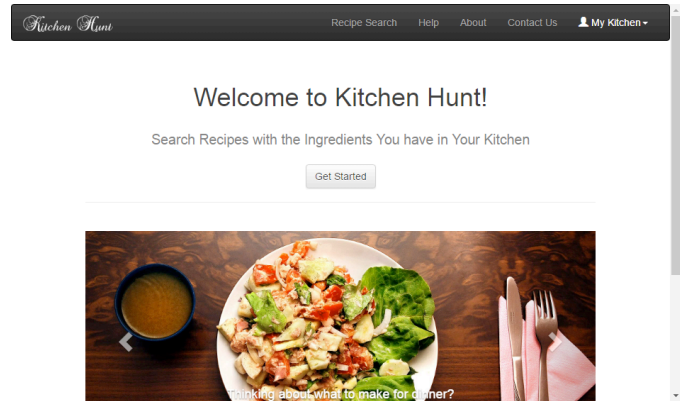 Kitchen Hunt
Recipe Search
Help
About
Contact Us
My Kitchen
Welcome to Kitchen Hunt!
Search Recipes with the Ingredients You have in Your Kitchen
Get Started
Thinking about what to make for dinner?